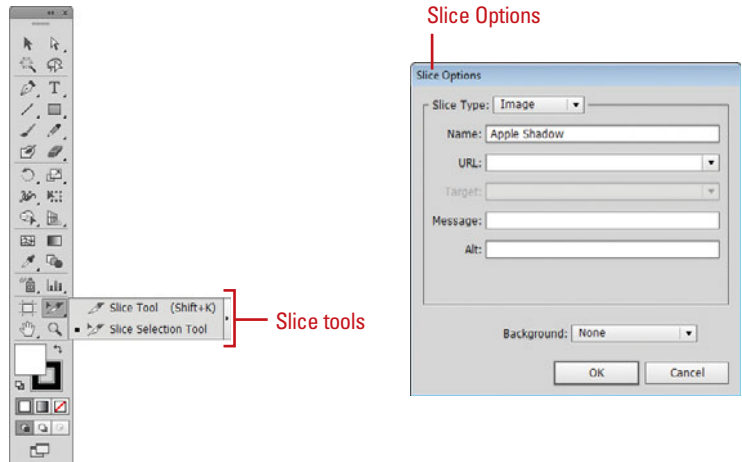 Slice Options
Slice Options
Slice Type: Image
Name: Apple Shadow
URL:
Target:
Message:
Alt:
Background: None
OK Cancel
T
Slice Tool (Shift+K)
Slice Selection Tool
Slice tools